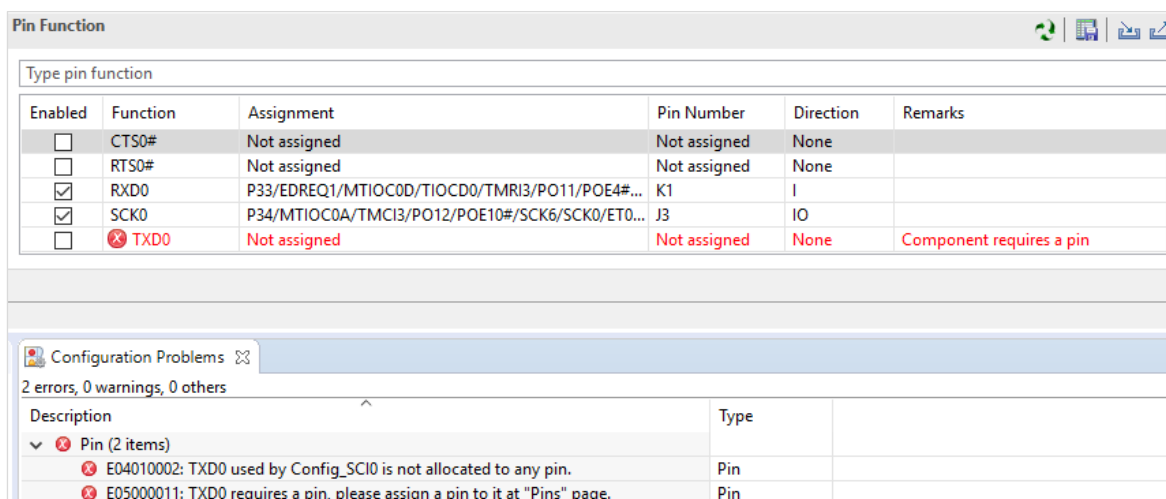 Pin Function
Type pin function
Enabled Function Assignment Pin Number Direction Remarks
CTS0# Not assigned Not assigned None
RTS0# Not assigned Not assigned None
RXD0 P33/EDREQ1/MTIOC0D/TIOCD0/TMRI3/PO11/POE4#... K1 I
SCK0 P34/MTIOC0A/TMCI3/PO12/POE10#/SCK6/SCK0/ET0... J3 IO
TXD0 Not assigned Not assigned None Component requires a pin
Configuration Problems
2 errors, 0 warnings, 0 others
Description Type
Pin (2 items)
E04010002: TXD0 used by Config_SCI0 is not allocated to any pin. Pin
E05000011: TXD0 requires a pin, please assign a pin to it at "Pins" page. Pin